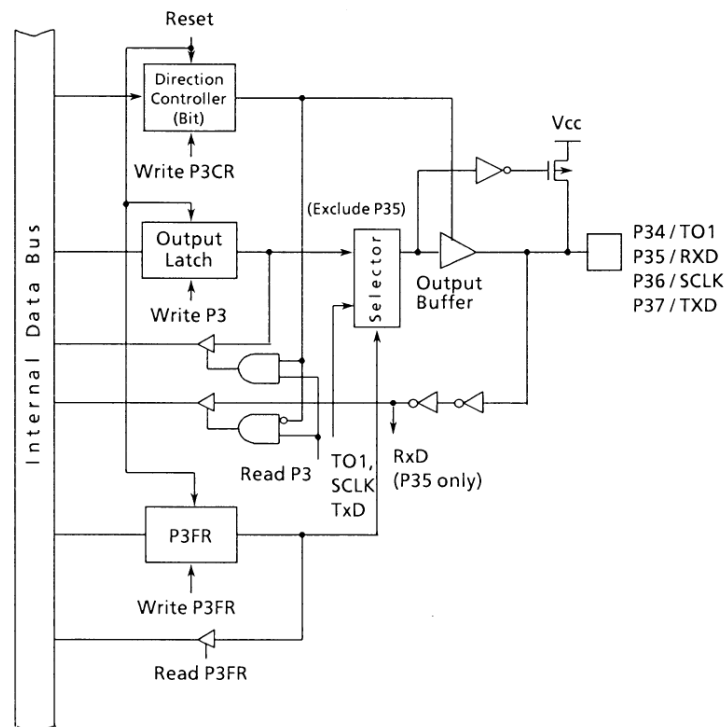 Reset
Direction
Controller
(Bit)
Vcc
Write P3CR
(Exclude P35)
P34 / TO1
P35 / RXD
P36 / SCLK
P37 / TXD
Output
Latch
Selector
Output
Buffer
Write P3
Internal Data Bus
Read P3
TO1,
SCLK
TxD
RxD
(P35 only)
P3FR
Write P3FR
Read P3FR